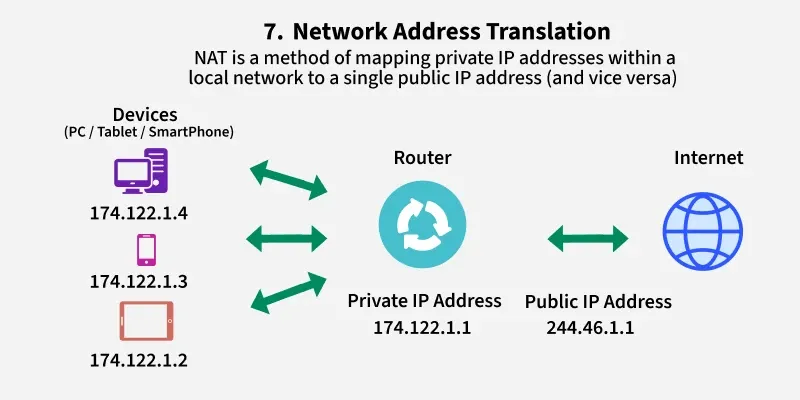 7. Network Address Translation
NAT is a method of mapping private IP addresses within a
local network to a single public IP address (and vice versa)
Devices
(PC / Tablet / SmartPhone)
174.122.1.4
174.122.1.3
174.122.1.2
Router
Private IP Address
174.122.1.1
Public IP Address
244.46.1.1
Internet